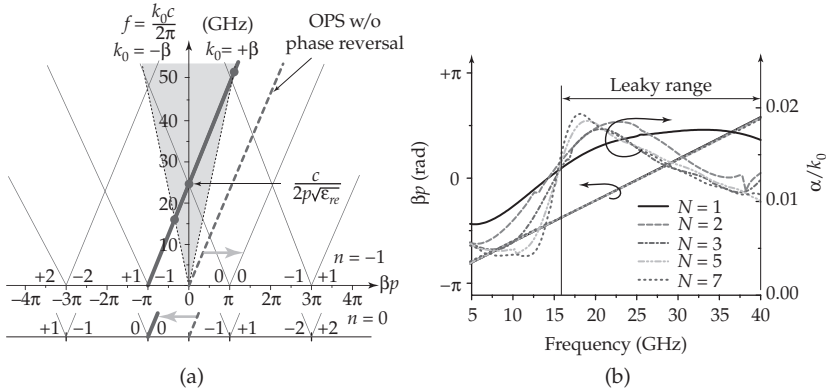 f = k₀c / 2π (GHz)
k₀ = −β k₀ = +β
OPS w/o
phase reversal
50
40
30
20
10
c / 2p√εᵣₑ
n = −1
+2 −2 +1 −1 0 0 −1 +1
−4π −3π −2π −π 0 π 2π 3π 4π βp
+1 −1 0 0 −1 +1 −2 +2
n = 0
(a)
Leaky range
+π
0
−π
βp (rad)
0.02
0.01
0.00
α/k₀
N = 1
N = 2
N = 3
N = 5
N = 7
5 10 15 20 25 30 35 40
Frequency (GHz)
(b)